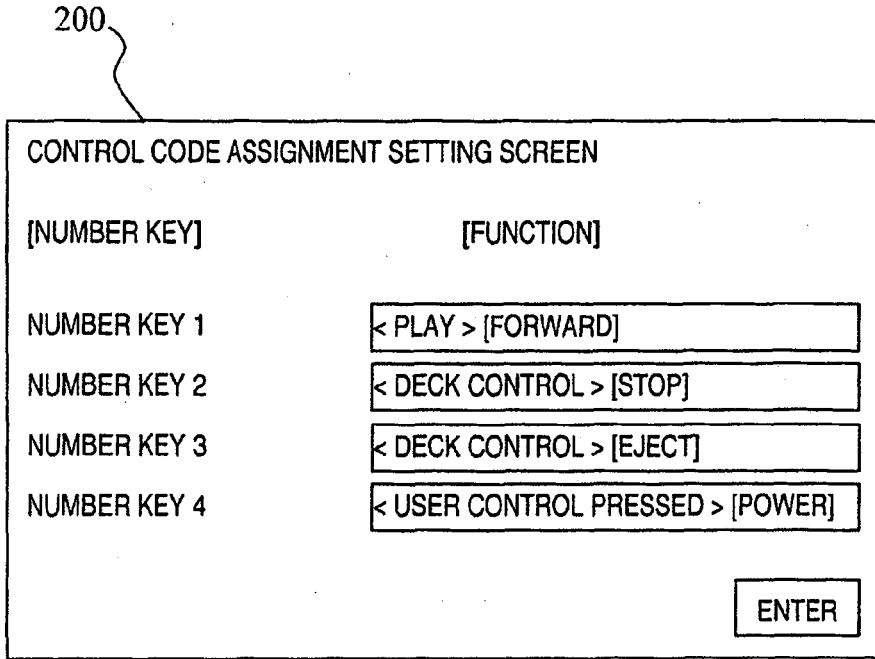 200
CONTROL CODE ASSIGNMENT SETTING SCREEN
[NUMBER KEY] [FUNCTION]
NUMBER KEY 1 < PLAY > [FORWARD]
NUMBER KEY 2 < DECK CONTROL > [STOP]
NUMBER KEY 3 < DECK CONTROL > [EJECT]
NUMBER KEY 4 < USER CONTROL PRESSED > [POWER]
ENTER